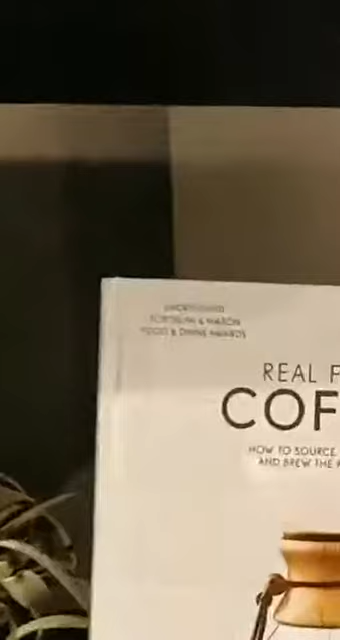 SHORTLISTED
FORTNUM & MASON
FOOD & DRINK AWARDS
REAL F
COF
HOW TO SOURCE
AND BREW THE